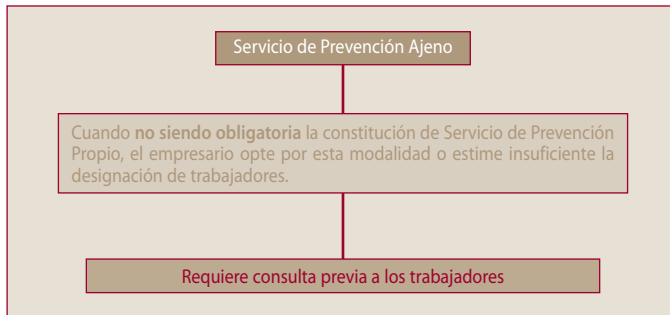 Servicio de Prevención Ajeno
Cuando no siendo obligatoria la constitución de Servicio de Prevención
Propio, el empresario opte por esta modalidad o estime insuficiente la
designación de trabajadores.
Requiere consulta previa a los trabajadores